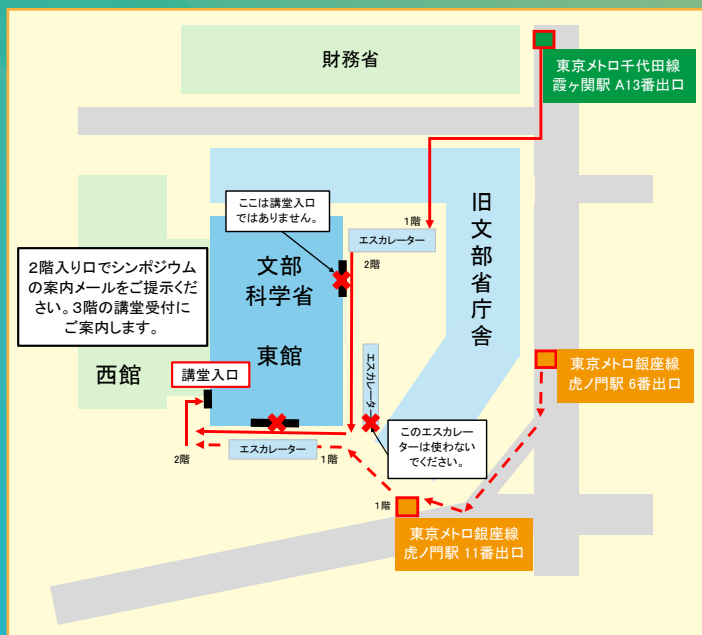 財務省
東京メトロ千代田線
霞ヶ関駅 A13番出口
ここは講堂入口
ではありません。
1階
エスカレーター
2階
旧文部省庁舎
文部
科学省
東館
2階入り口でシンポジウム
の案内メールをご提示くだ
さい。3階の講堂受付に
ご案内します。
西館
講堂入口
エスカレーター
東京メトロ銀座線
虎ノ門駅 6番出口
このエスカレー
ターは使わない
でください。
エスカレーター
2階
1階
1階
東京メトロ銀座線
虎ノ門駅 11番出口